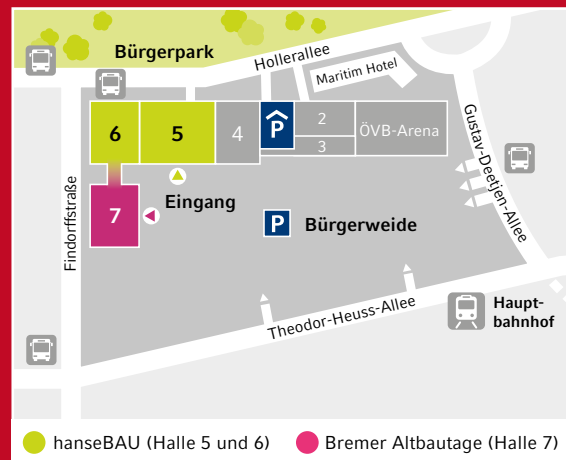 Bürgerpark
Hollerallee
Maritim Hotel
6
5
4
P
2
3
ÖVB-Arena
Gustav-Deetjen-Allee
7
Eingang
Findorffstraße
P
Bürgerweide
Theodor-Heuss-Allee
Haupt-
bahnhof
hanseBAU (Halle 5 und 6)
Bremer Altbautage (Halle 7)